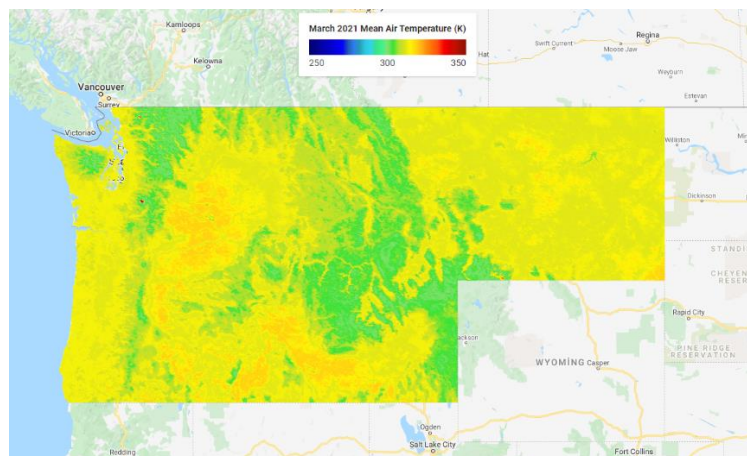 Kamloops
Kelowna
March 2021 Mean Air Temperature (K)
250 300 350
Hat
Swift Current
Moose Jaw
Regina
Weyburn
Estevan
Vancouver
Surrey
Victoria
Williston
Dickinson
STANDI
CHEYEN
RESER
Rapid City
PINE RIDGE
RESERVATION
Jackson
WYOMING
Casper
Redding
Ogden
Salt Lake City
Fort Collins